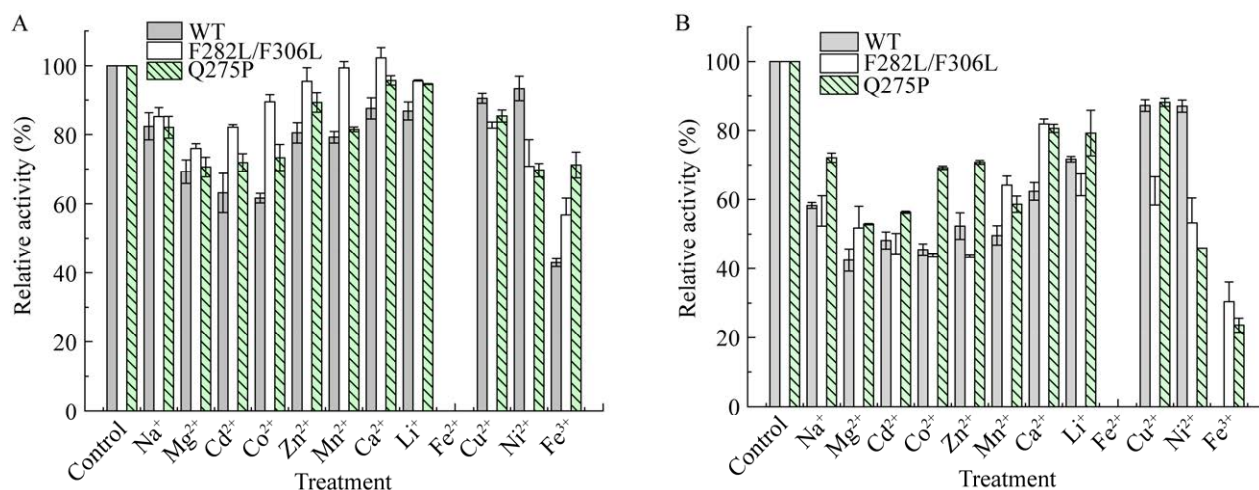 A
WT
F282L/F306L
Q275P
Relative activity (%)
100
80
60
40
20
0
Control
Na⁺
Mg²⁺
Cd²⁺
Co²⁺
Zn²⁺
Mn²⁺
Ca²⁺
Li⁺
Fe²⁺
Cu²⁺
Ni²⁺
Fe³⁺
Treatment
B
WT
F282L/F306L
Q275P
Relative activity (%)
100
80
60
40
20
0
Control
Na⁺
Mg²⁺
Cd²⁺
Co²⁺
Zn²⁺
Mn²⁺
Ca²⁺
Li⁺
Fe²⁺
Cu²⁺
Ni²⁺
Fe³⁺
Treatment